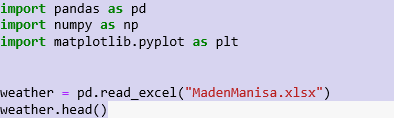 import pandas as pd
import numpy as np
import matplotlib.pyplot as plt
weather = pd.read_excel("MadenManisa.xlsx")
weather.head()